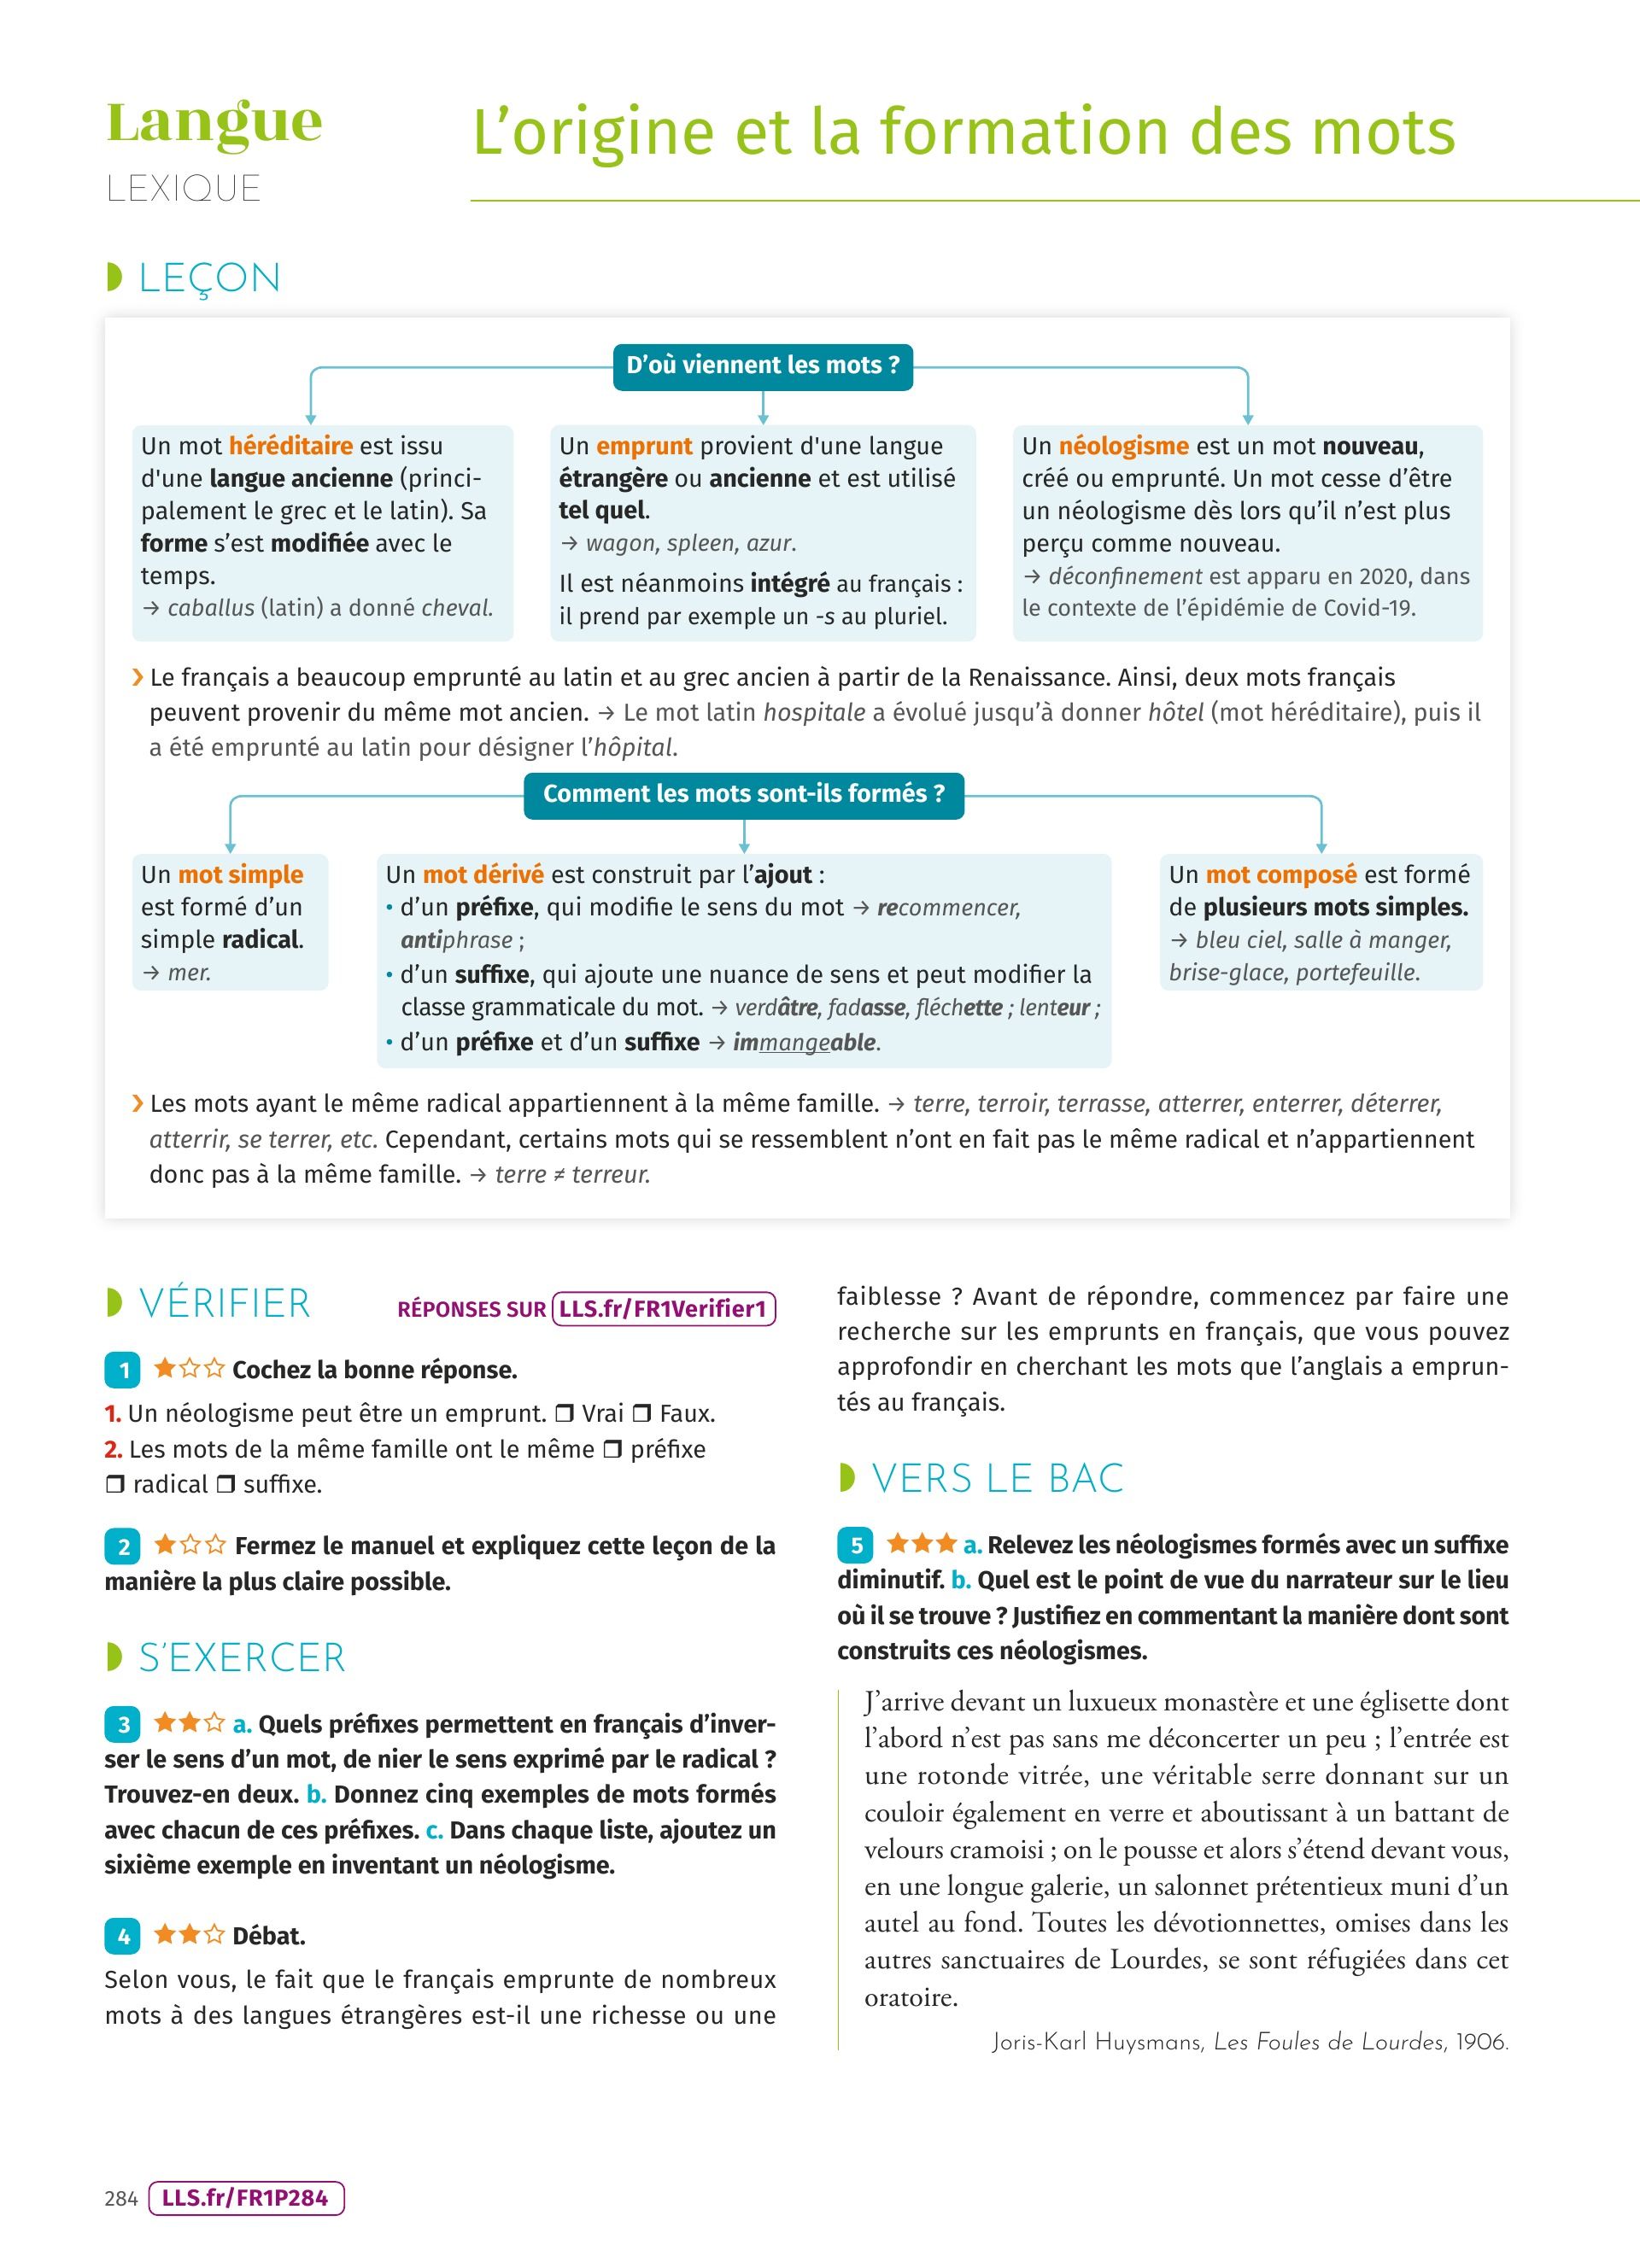 Langue
LEXIQUE
L’origine et la formation des mots
LEÇON
D’où viennent les mots ?
Un mot héréditaire est issu
d'une langue ancienne (princi-
palement le grec et le latin). Sa
forme s’est modifiée avec le
temps.
→ caballus (latin) a donné cheval.
Un emprunt provient d'une langue
étrangère ou ancienne et est utilisé
tel quel.
→ wagon, spleen, azur.
Il est néanmoins intégré au français :
il prend par exemple un -s au pluriel.
Un néologisme est un mot nouveau,
créé ou emprunté. Un mot cesse d’être
un néologisme dès lors qu’il n’est plus
perçu comme nouveau.
→ déconfinement est apparu en 2020, dans
le contexte de l’épidémie de Covid-19.
› Le français a beaucoup emprunté au latin et au grec ancien à partir de la Renaissance. Ainsi, deux mots français
peuvent provenir du même mot ancien. → Le mot latin hospitale a évolué jusqu’à donner hôtel (mot héréditaire), puis il
a été emprunté au latin pour désigner l’hôpital.
Comment les mots sont-ils formés ?
Un mot simple
est formé d’un
simple radical.
→ mer.
Un mot dérivé est construit par l’ajout :
• d’un préfixe, qui modifie le sens du mot → recommencer,
antiphrase ;
• d’un suffixe, qui ajoute une nuance de sens et peut modifier la
classe grammaticale du mot. → verdâtre, fadasse, fléchette ; lenteur ;
• d’un préfixe et d’un suffixe → immangeable.
Un mot composé est formé
de plusieurs mots simples.
→ bleu ciel, salle à manger,
brise-glace, portefeuille.
› Les mots ayant le même radical appartiennent à la même famille. → terre, terroir, terrasse, atterrer, enterrer, déterrer,
atterrir, se terrer, etc. Cependant, certains mots qui se ressemblent n’ont en fait pas le même radical et n’appartiennent
donc pas à la même famille. → terre ≠ terreur.
VÉRIFIER
RÉPONSES SUR LLS.fr/FR1Verifier1
1 ★☆☆ Cochez la bonne réponse.
1. Un néologisme peut être un emprunt. ❒ Vrai ❒ Faux.
2. Les mots de la même famille ont le même ❒ préfixe
❒ radical ❒ suffixe.
2 ★☆☆ Fermez le manuel et expliquez cette leçon de la
manière la plus claire possible.
S’EXERCER
3 ★★☆ a. Quels préfixes permettent en français d’inver-
ser le sens d’un mot, de nier le sens exprimé par le radical ?
Trouvez-en deux. b. Donnez cinq exemples de mots formés
avec chacun de ces préfixes. c. Dans chaque liste, ajoutez un
sixième exemple en inventant un néologisme.
4 ★★☆ Débat.
Selon vous, le fait que le français emprunte de nombreux
mots à des langues étrangères est-il une richesse ou une
faiblesse ? Avant de répondre, commencez par faire une
recherche sur les emprunts en français, que vous pouvez
approfondir en cherchant les mots que l’anglais a emprun-
tés au français.
VERS LE BAC
5 ★★★ a. Relevez les néologismes formés avec un suffixe
diminutif. b. Quel est le point de vue du narrateur sur le lieu
où il se trouve ? Justifiez en commentant la manière dont sont
construits ces néologismes.
J’arrive devant un luxueux monastère et une églisette dont
l’abord n’est pas sans me déconcerter un peu ; l’entrée est
une rotonde vitrée, une véritable serre donnant sur un
couloir également en verre et aboutissant à un battant de
velours cramoisi ; on le pousse et alors s’étend devant vous,
en une longue galerie, un salonnet prétentieux muni d’un
autel au fond. Toutes les dévotionnettes, omises dans les
autres sanctuaires de Lourdes, se sont réfugiées dans cet
oratoire.
Joris-Karl Huysmans, Les Foules de Lourdes, 1906.
284 LLS.fr/FR1P284